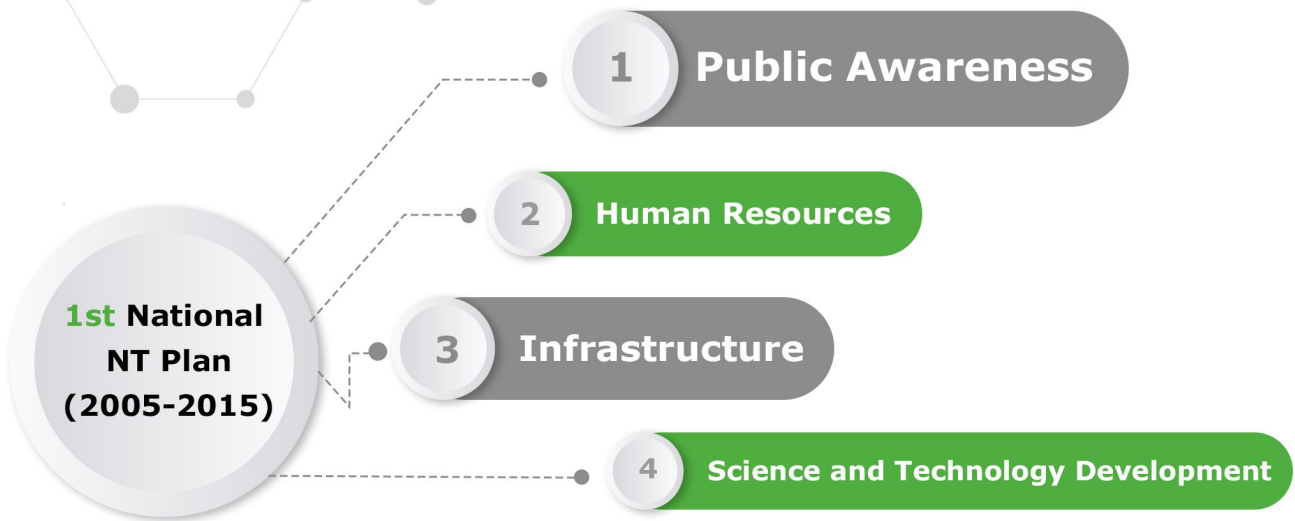 1 Public Awareness
2 Human Resources
1st National
NT Plan
(2005-2015)
3 Infrastructure
4 Science and Technology Development